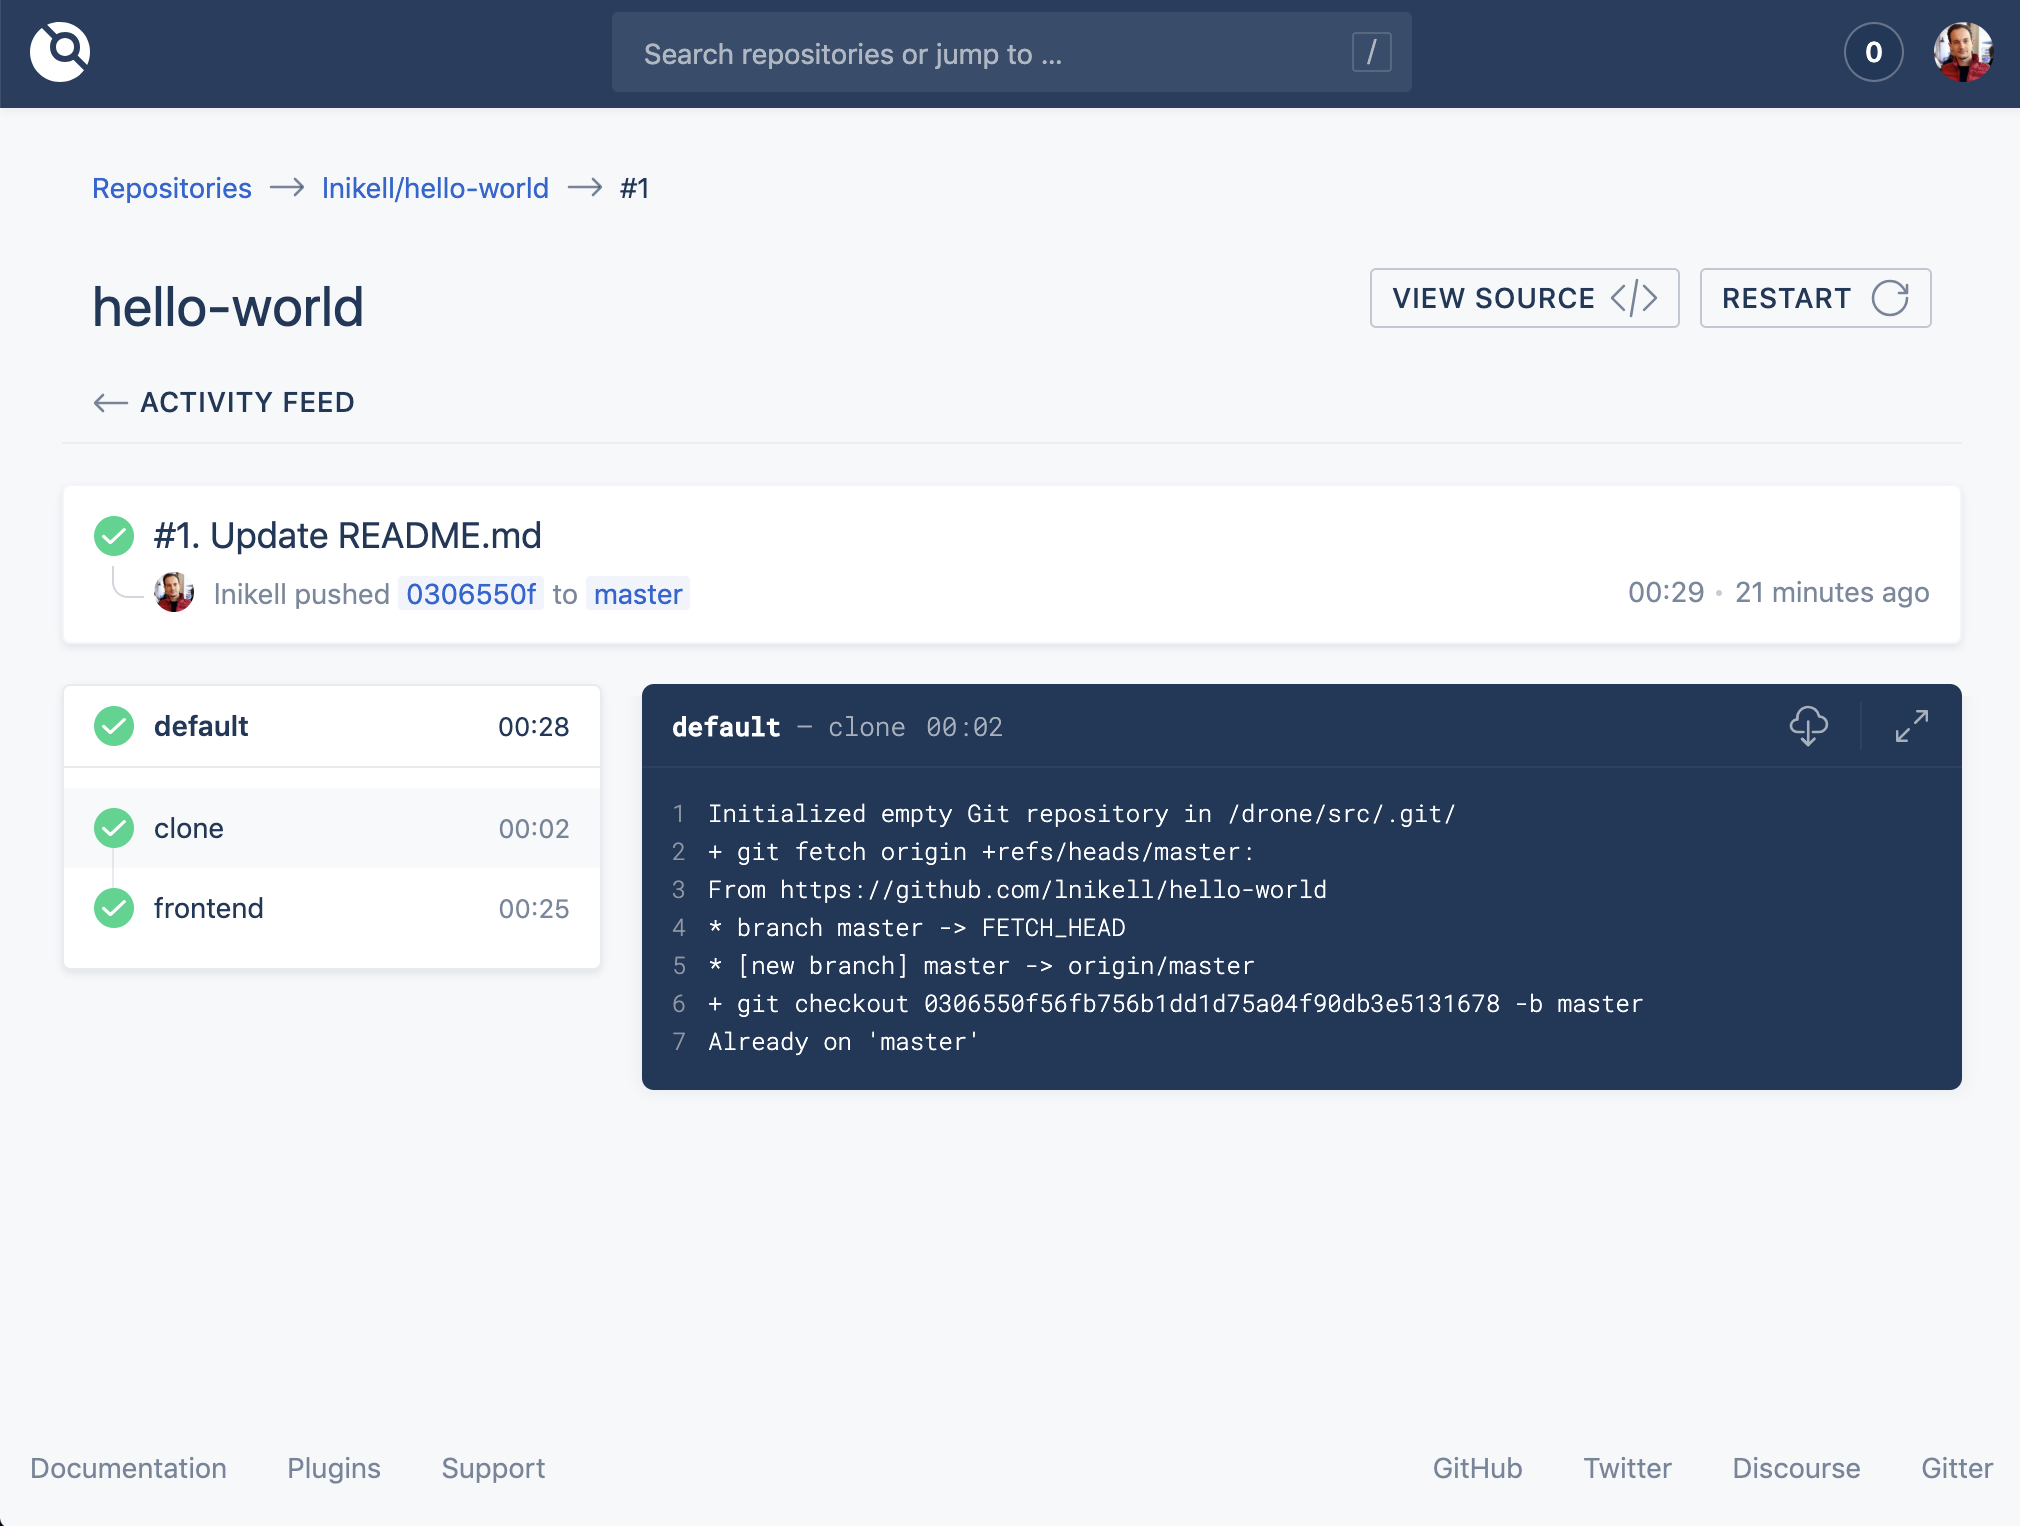 Search repositories or jump to ... /
0
Repositories → lnikell/hello-world → #1
hello-world
VIEW SOURCE </> RESTART
← ACTIVITY FEED
#1. Update README.md
lnikell pushed 0306550f to master
00:29 • 21 minutes ago
default 00:28
clone 00:02
frontend 00:25
default — clone 00:02
1 Initialized empty Git repository in /drone/src/.git/
2 + git fetch origin +refs/heads/master:
3 From https://github.com/lnikell/hello-world
4 * branch master -> FETCH_HEAD
5 * [new branch] master -> origin/master
6 + git checkout 0306550f56fb756b1dd1d75a04f90db3e5131678 -b master
7 Already on 'master'
Documentation Plugins Support GitHub Twitter Discourse Gitter